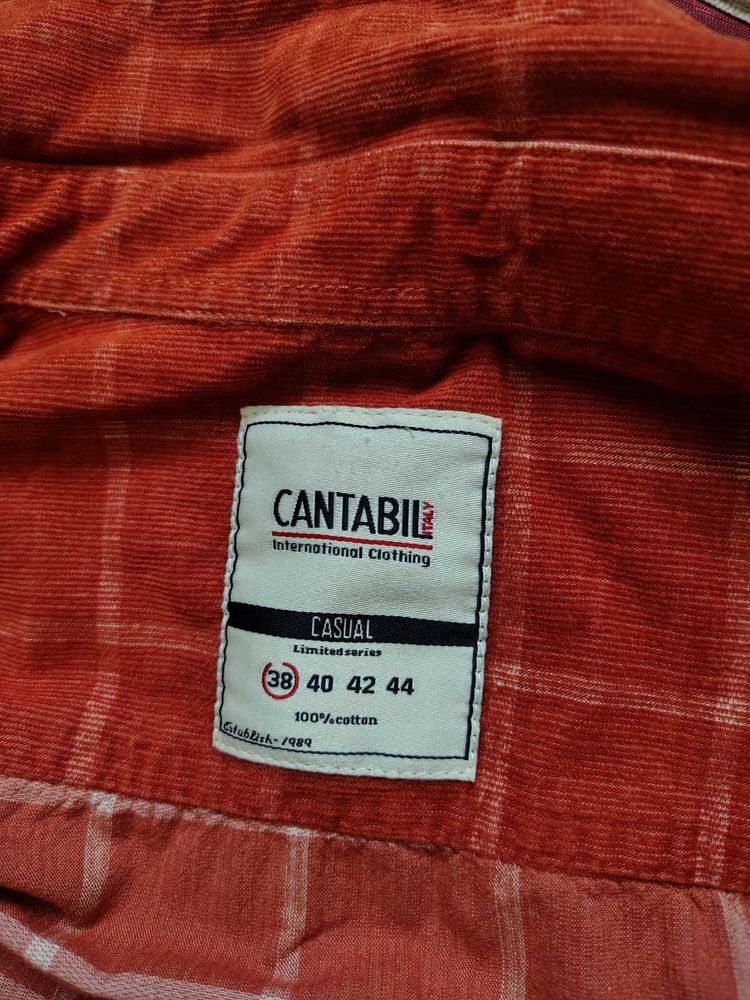 CANTABIL ITALY
International Clothing
CASUAL
Limited series
38 40 42 44
100% cotton
Establish-1989